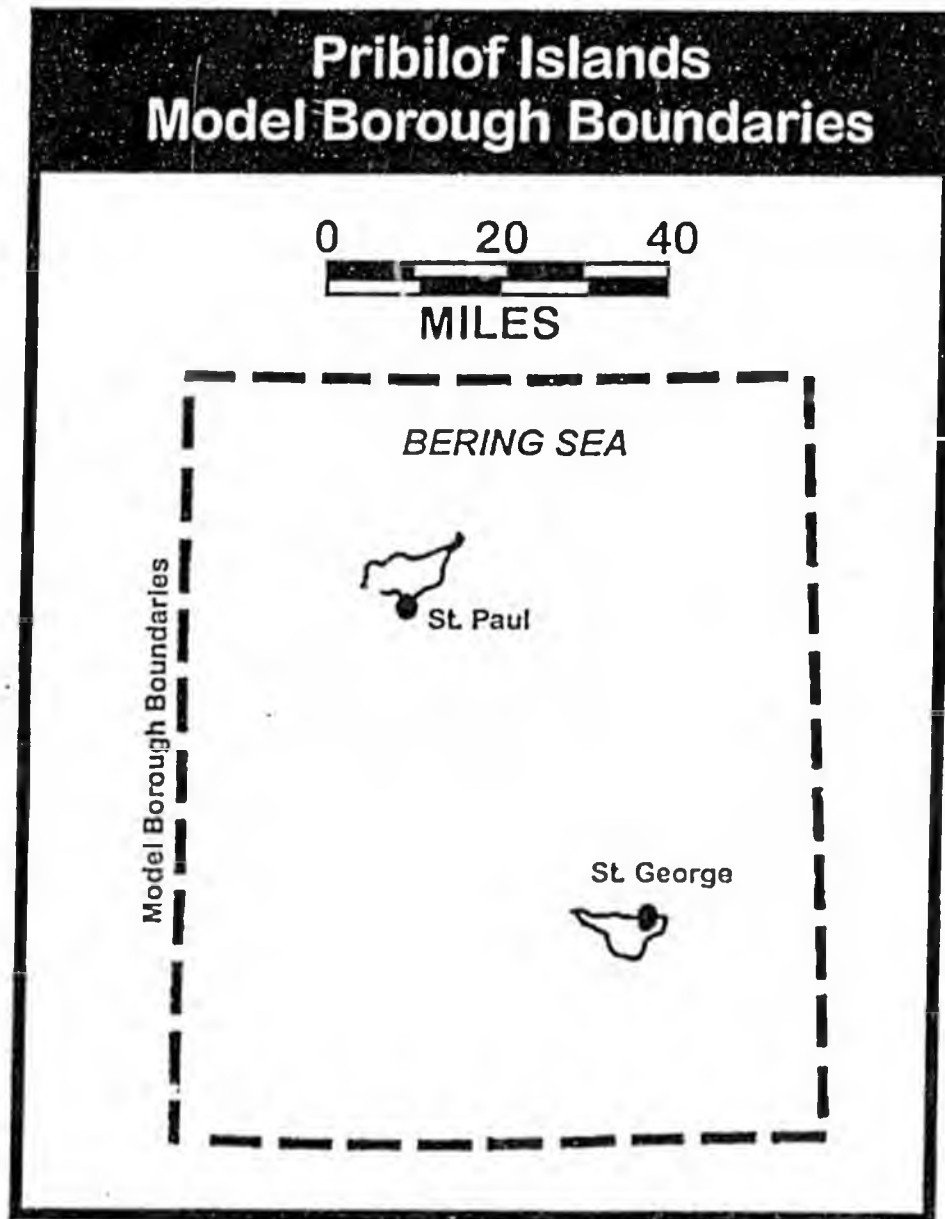 Pribilof Islands
Model Borough Boundaries
0 20 40
MILES
BERING SEA
St. Paul
Model Borough Boundaries
St. George